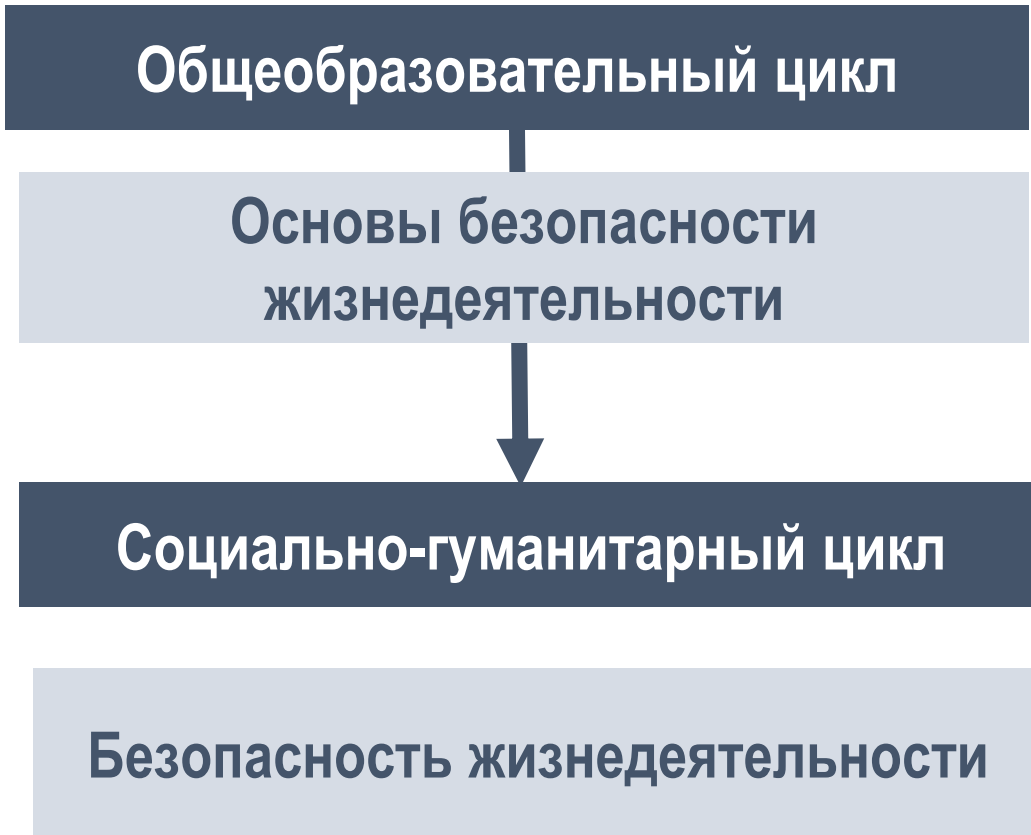 Общеобразовательный цикл
Основы безопасности
жизнедеятельности
Социально-гуманитарный цикл
Безопасность жизнедеятельности